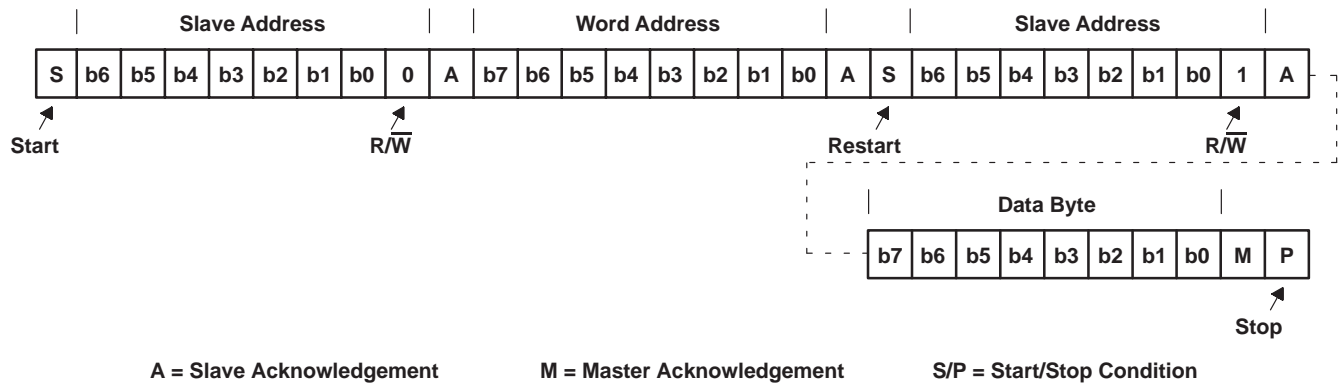 Slave Address Word Address Slave Address
S b6 b5 b4 b3 b2 b1 b0 0 A b7 b6 b5 b4 b3 b2 b1 b0 A S b6 b5 b4 b3 b2 b1 b0 1 A
Start R/W̅ Restart R/W̅
Data Byte
b7 b6 b5 b4 b3 b2 b1 b0 M P
Stop
A = Slave Acknowledgement M = Master Acknowledgement S/P = Start/Stop Condition